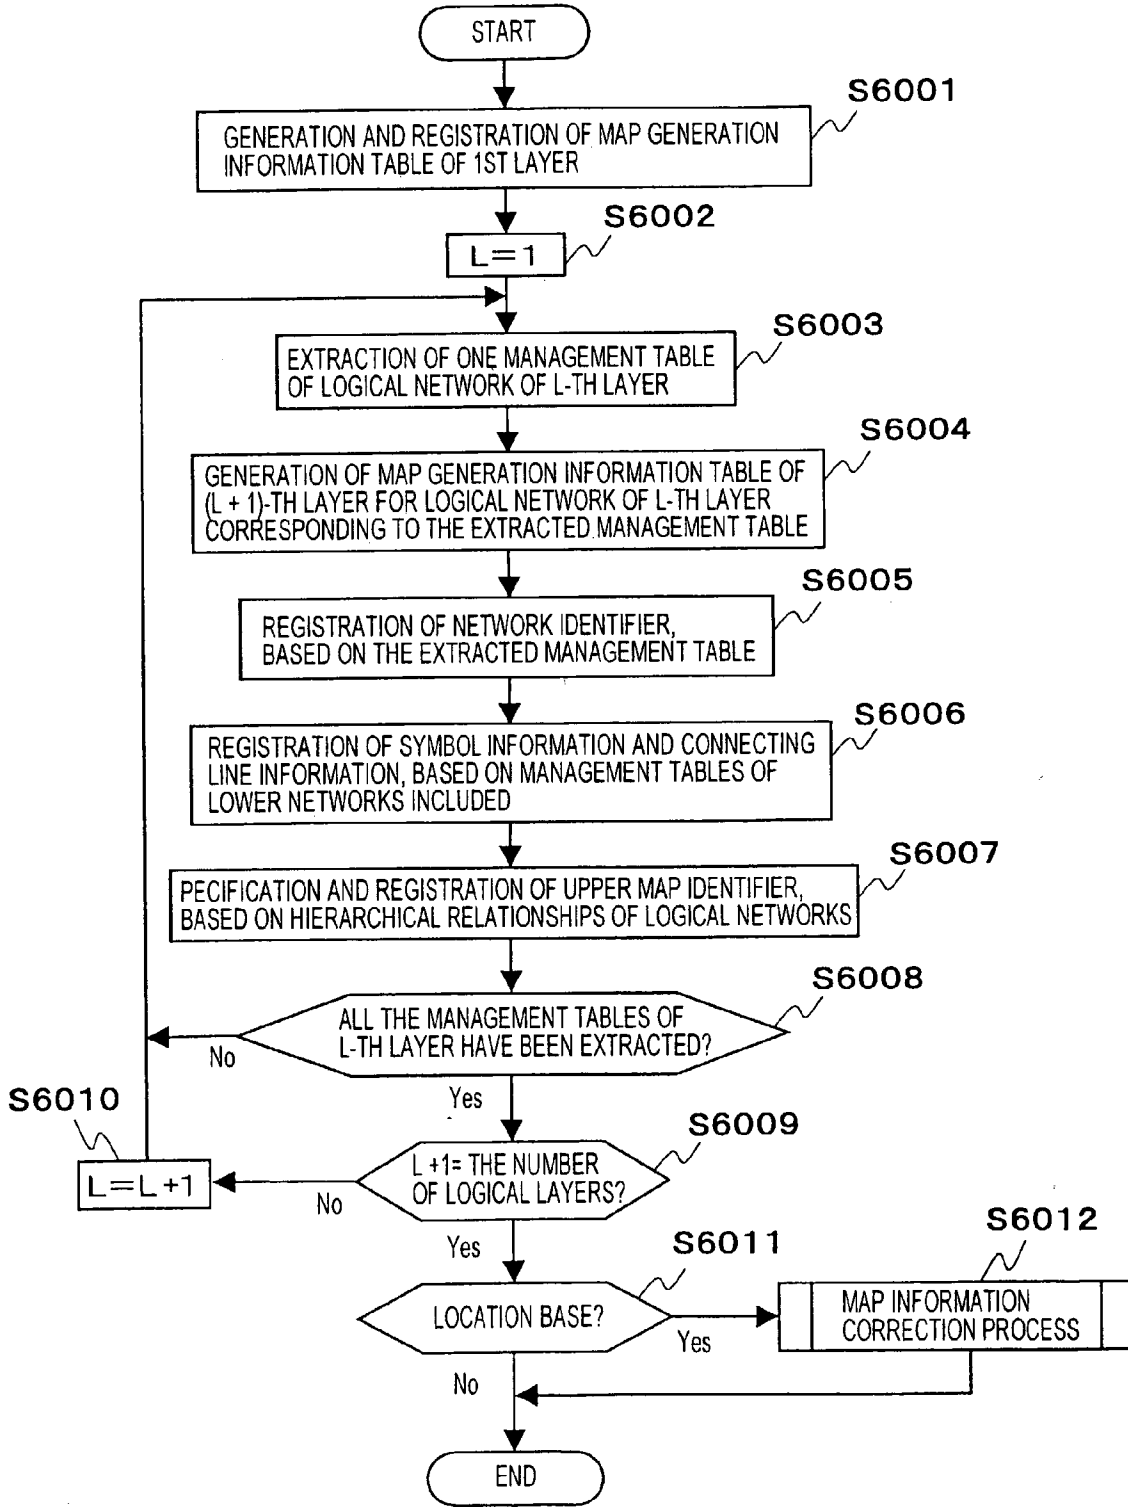 START
S6001
GENERATION AND REGISTRATION OF MAP GENERATION
INFORMATION TABLE OF 1ST LAYER
S6002
L=1
S6003
EXTRACTION OF ONE MANAGEMENT TABLE
OF LOGICAL NETWORK OF L-TH LAYER
S6004
GENERATION OF MAP GENERATION INFORMATION TABLE OF
(L + 1)-TH LAYER FOR LOGICAL NETWORK OF L-TH LAYER
CORRESPONDING TO THE EXTRACTED MANAGEMENT TABLE
S6005
REGISTRATION OF NETWORK IDENTIFIER,
BASED ON THE EXTRACTED MANAGEMENT TABLE
S6006
REGISTRATION OF SYMBOL INFORMATION AND CONNECTING
LINE INFORMATION, BASED ON MANAGEMENT TABLES OF
LOWER NETWORKS INCLUDED
S6007
PECIFICATION AND REGISTRATION OF UPPER MAP IDENTIFIER,
BASED ON HIERARCHICAL RELATIONSHIPS OF LOGICAL NETWORKS
S6008
ALL THE MANAGEMENT TABLES OF
L-TH LAYER HAVE BEEN EXTRACTED?
No
Yes
S6010
L=L+1
S6009
L +1= THE NUMBER
OF LOGICAL LAYERS?
No
Yes
S6011
LOCATION BASE?
Yes
No
S6012
MAP INFORMATION
CORRECTION PROCESS
END